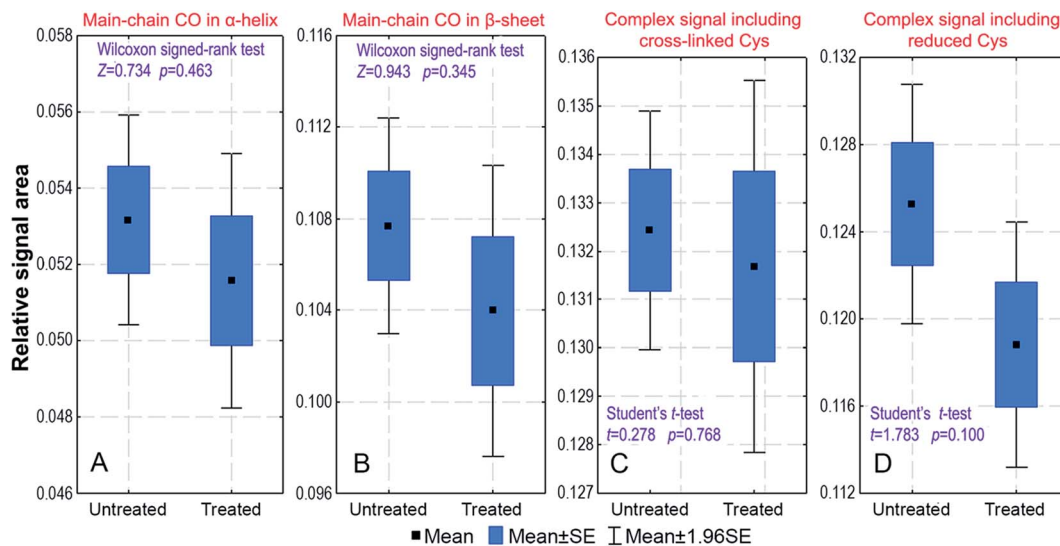 Main-chain CO in α-helix
Main-chain CO in β-sheet
Complex signal including
cross-linked Cys
Complex signal including
reduced Cys
Relative signal area
0.058
0.056
0.054
0.052
0.050
0.048
0.046
Wilcoxon signed-rank test
Z=0.734 p=0.463
A
Untreated Treated
0.116
0.112
0.108
0.104
0.100
0.096
Wilcoxon signed-rank test
Z=0.943 p=0.345
B
Untreated Treated
0.136
0.135
0.134
0.133
0.132
0.131
0.130
0.129
0.128
0.127
Student's t-test
t=0.278 p=0.768
C
Untreated Treated
0.132
0.128
0.124
0.120
0.116
0.112
Student's t-test
t=1.783 p=0.100
D
Untreated Treated
Mean Mean±SE Mean±1.96SE